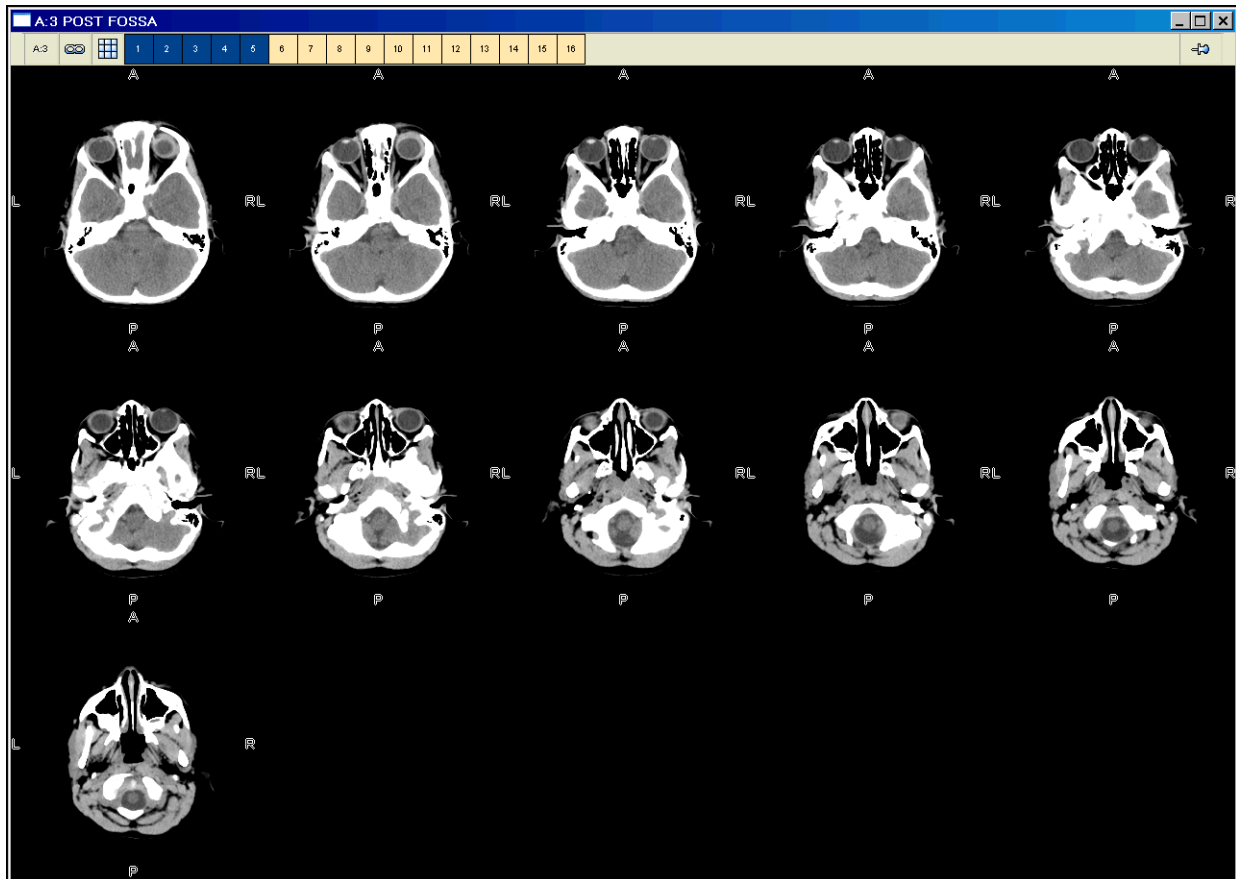 A:3 POST FOSSA
A:3 1 2 3 4 5 6 7 8 9 10 11 12 13 14 15 16
A A A A A
L RL RL RL RL R
P P P P P
A A A A A
L RL RL RL RL R
P P P P P
A
L R
P